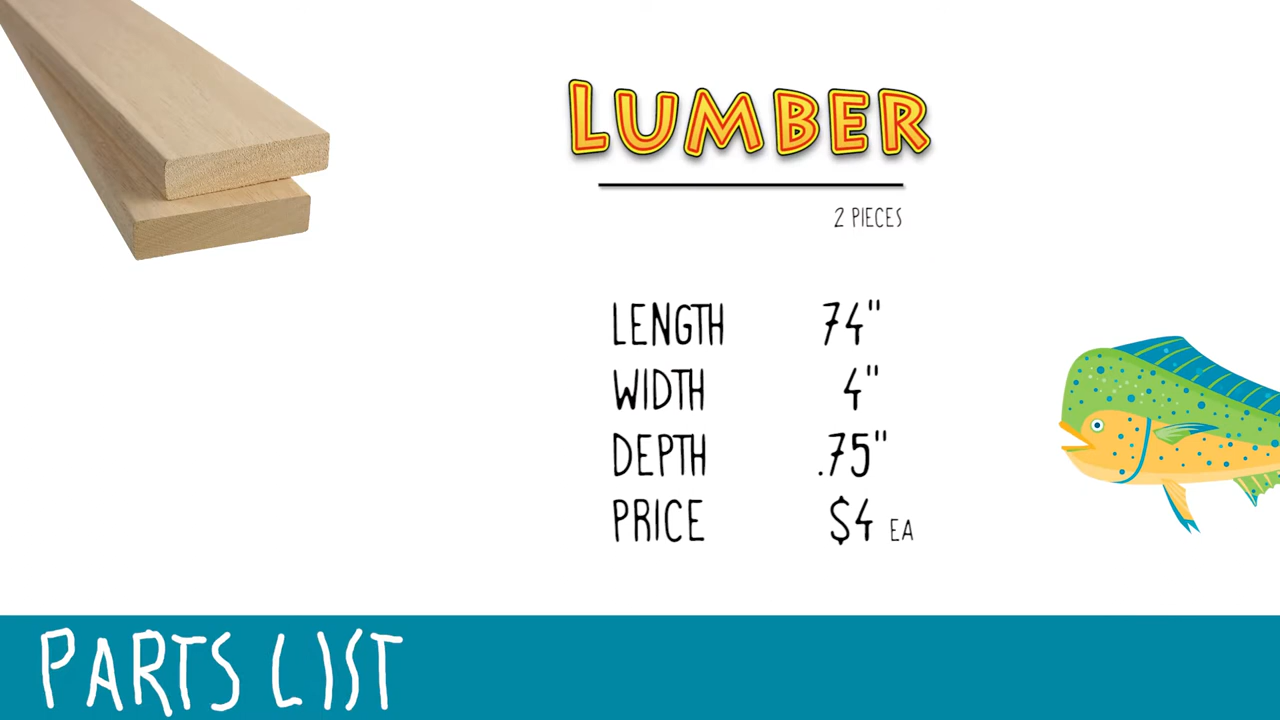 LUMBER
2 PIECES
LENGTH 74"
WIDTH 4"
DEPTH .75"
PRICE $4 EA
PARTS LIST